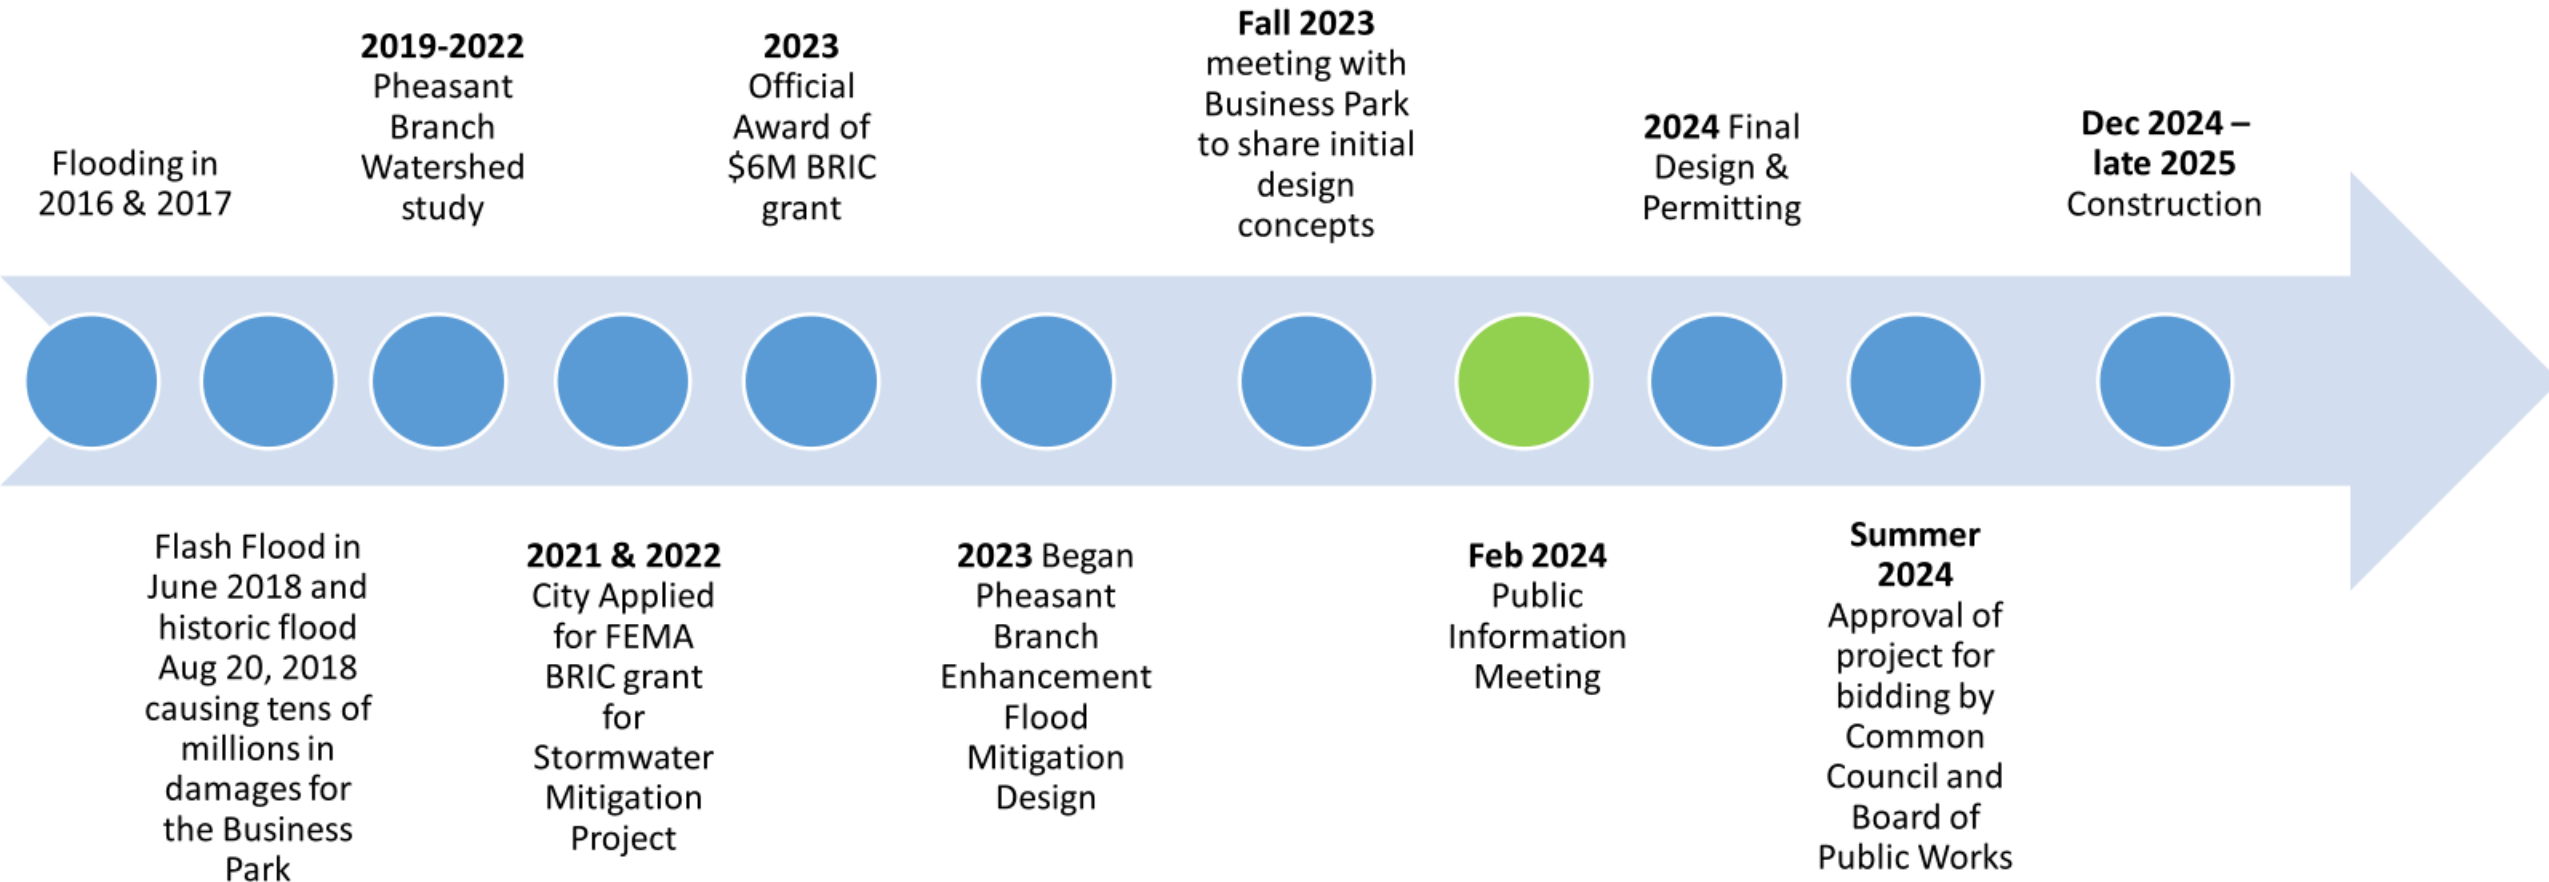 Flooding in
2016 & 2017
Flash Flood in
June 2018 and
historic flood
Aug 20, 2018
causing tens of
millions in
damages for
the Business
Park
2019-2022
Pheasant
Branch
Watershed
study
2021 & 2022
City Applied
for FEMA
BRIC grant
for
Stormwater
Mitigation
Project
2023
Official
Award of
$6M BRIC
grant
2023 Began
Pheasant
Branch
Enhancement
Flood
Mitigation
Design
Fall 2023
meeting with
Business Park
to share initial
design
concepts
Feb 2024
Public
Information
Meeting
2024 Final
Design &
Permitting
Summer
2024
Approval of
project for
bidding by
Common
Council and
Board of
Public Works
Dec 2024 –
late 2025
Construction